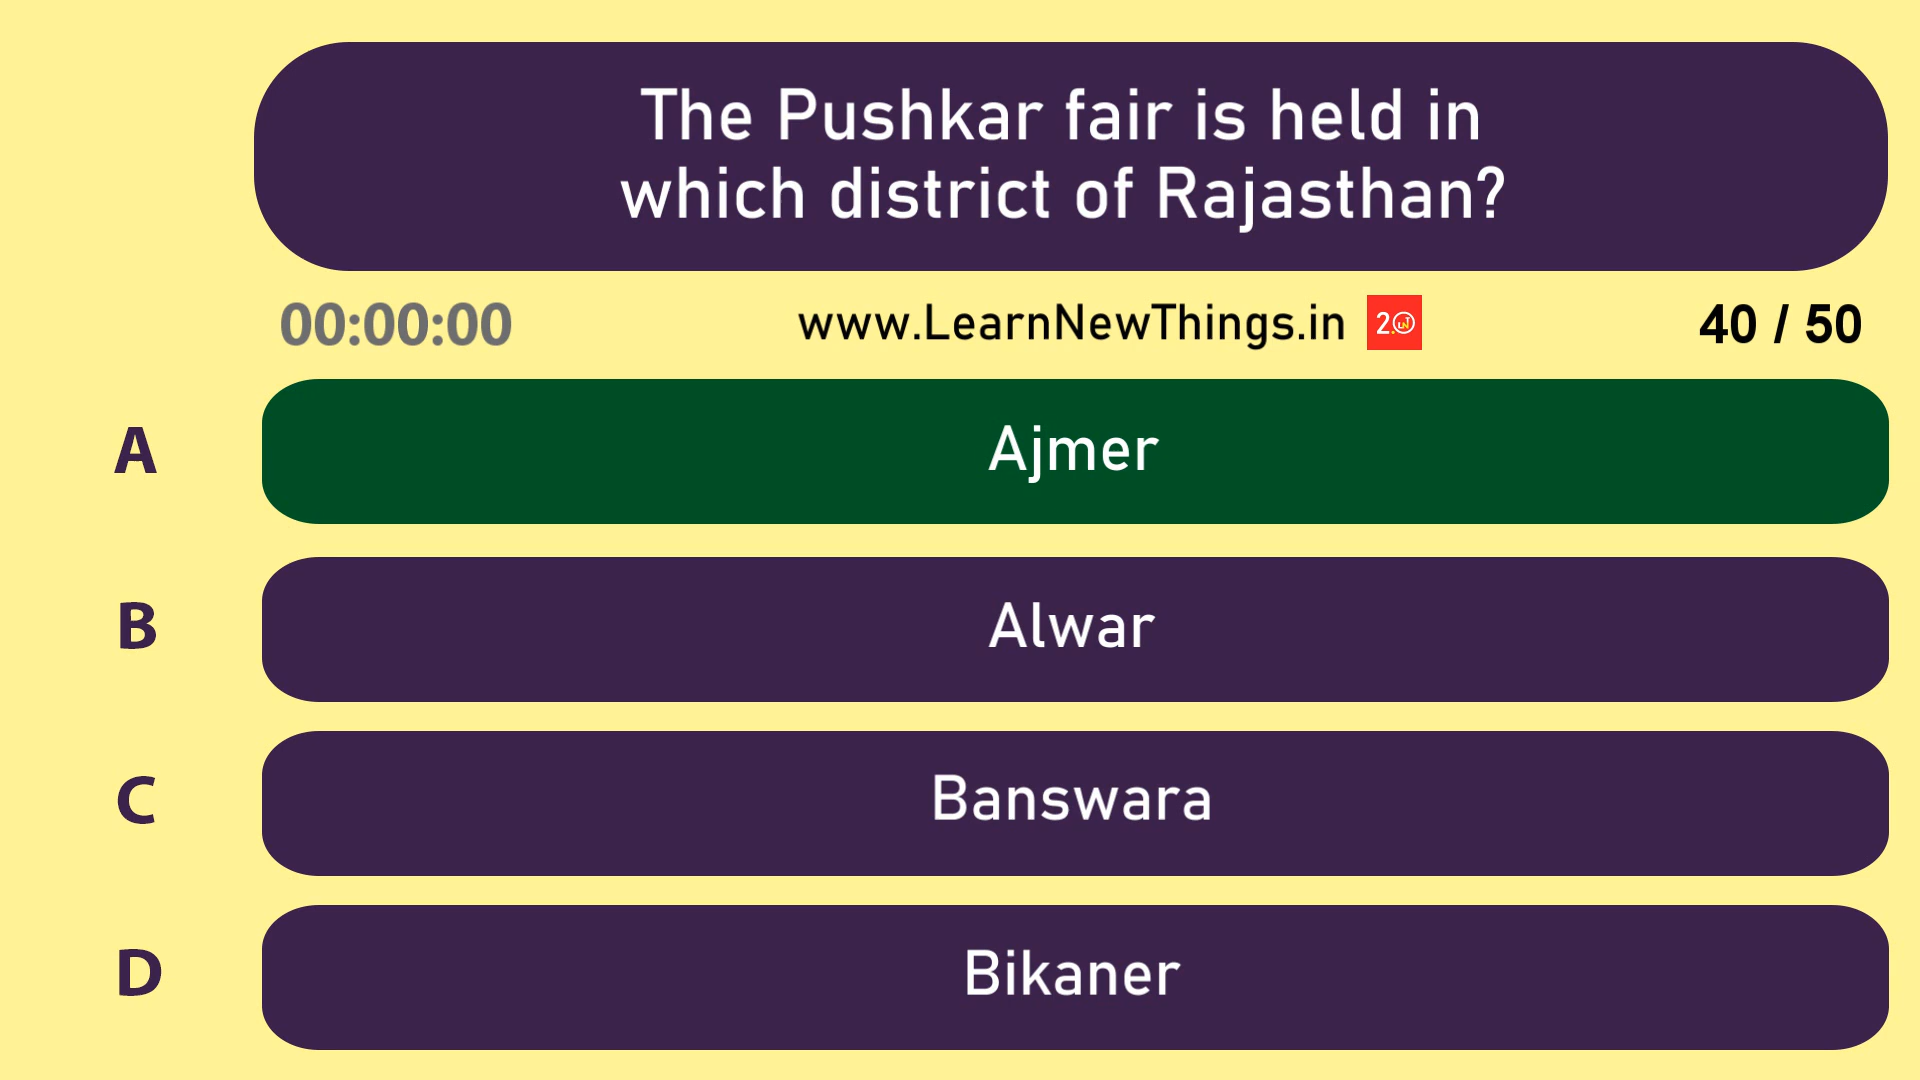 The Pushkar fair is held in
which district of Rajasthan?
00:00:00
www.LearnNewThings.in
40 / 50
A
Ajmer
B
Alwar
C
Banswara
D
Bikaner